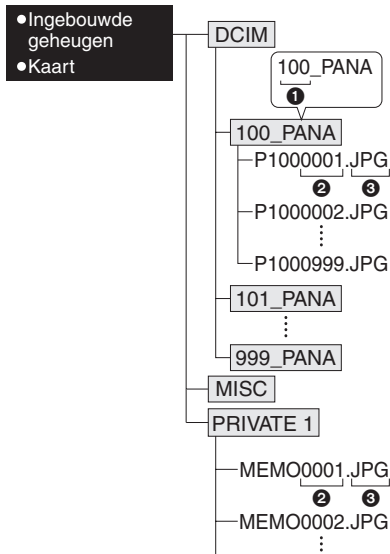 ●Ingebouwde
geheugen
●Kaart
DCIM
100_PANA
❶
100_PANA
P1000001.JPG
❷ ❸
P1000002.JPG
P1000999.JPG
101_PANA
999_PANA
MISC
PRIVATE 1
MEMO0001.JPG
❷ ❸
MEMO0002.JPG